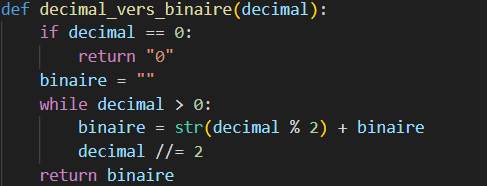 def decimal_vers_binaire(decimal):
    if decimal == 0:
        return "0"
    binaire = ""
    while decimal > 0:
        binaire = str(decimal % 2) + binaire
        decimal //= 2
    return binaire